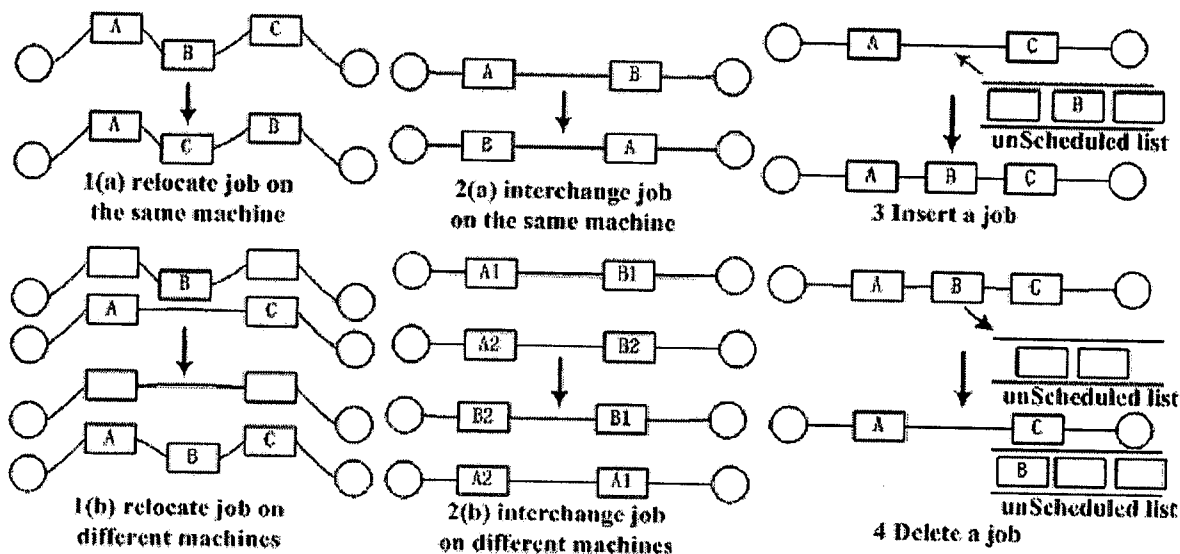 A
B
C
A
C
B
1(a) relocate job on
the same machine
A
B
B
A
2(a) interchange job
on the same machine
A
C
B
unScheduled list
A
B
C
3 Insert a job
B
A
C
A
B
C
1(b) relocate job on
different machines
A1
B1
A2
B2
B2
B1
A2
A1
2(b) interchange job
on different machines
A
B
C
unScheduled list
A
C
B
unScheduled list
4 Delete a job